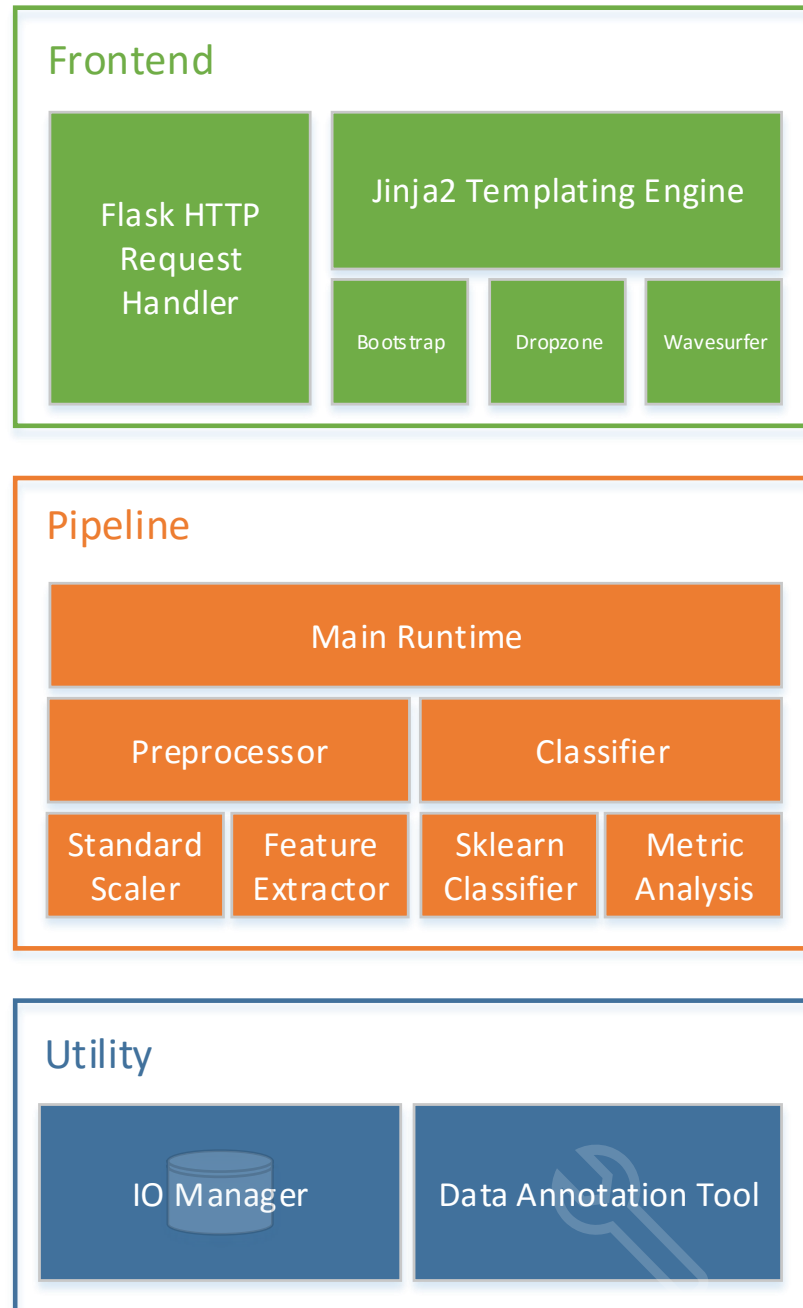 Frontend
Flask HTTP
Request
Handler
Jinja2 Templating Engine
Bootstrap
Dropzone
Wavesurfer
Pipeline
Main Runtime
Preprocessor
Classifier
Standard
Scaler
Feature
Extractor
Sklearn
Classifier
Metric
Analysis
Utility
IO Manager
Data Annotation Tool